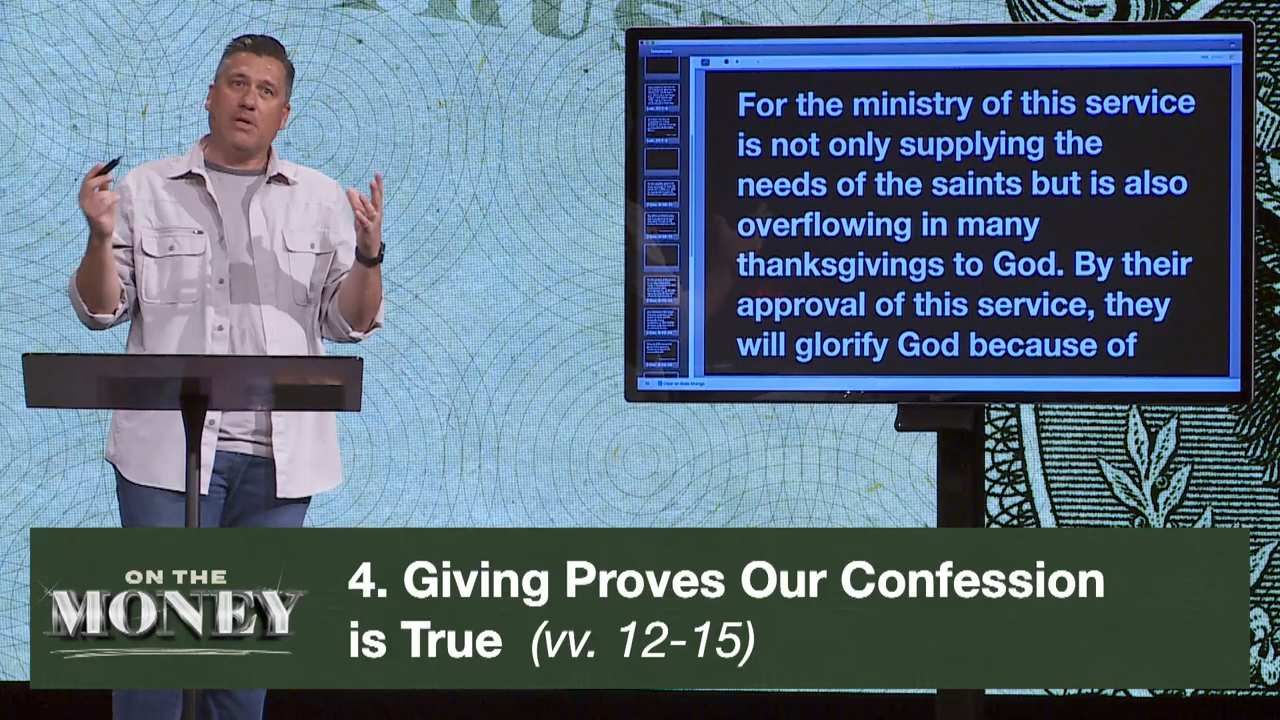 For the ministry of this service
is not only supplying the
needs of the saints but is also
overflowing in many
thanksgivings to God. By their
approval of this service, they
will glorify God because of
ON THE
MONEY
4. Giving Proves Our Confession
is True (vv. 12-15)